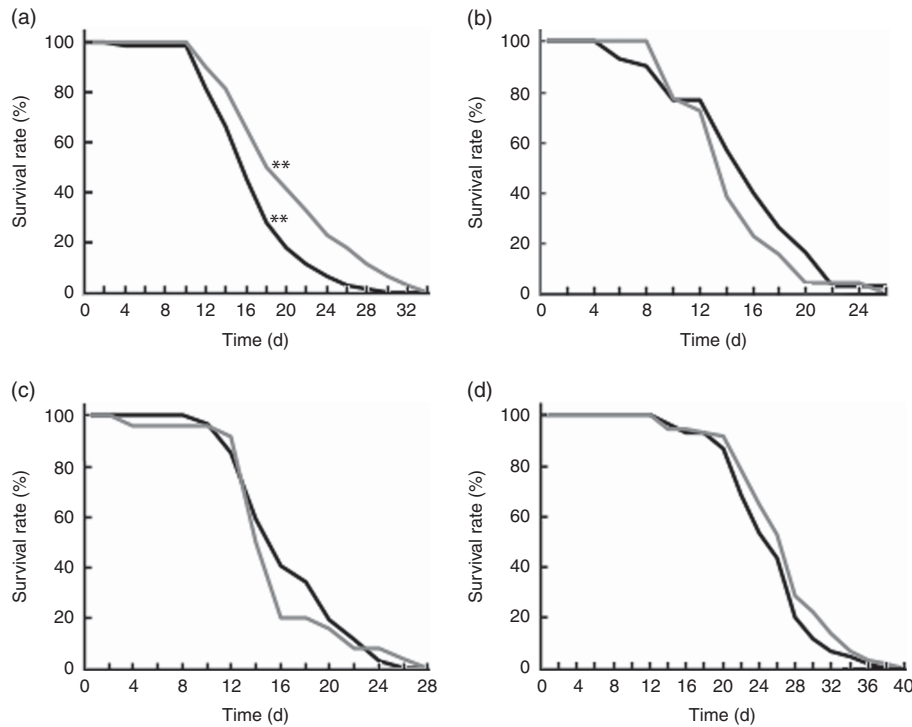 (a)
100
80
60
40
20
0
Survival rate (%)
**
**
0 4 8 12 16 20 24 28 32
Time (d)
(b)
100
80
60
40
20
0
Survival rate (%)
0 4 8 12 16 20 24
Time (d)
(c)
100
80
60
40
20
0
Survival rate (%)
0 4 8 12 16 20 24 28
Time (d)
(d)
100
80
60
40
20
0
Survival rate (%)
0 4 8 12 16 20 24 28 32 36 40
Time (d)